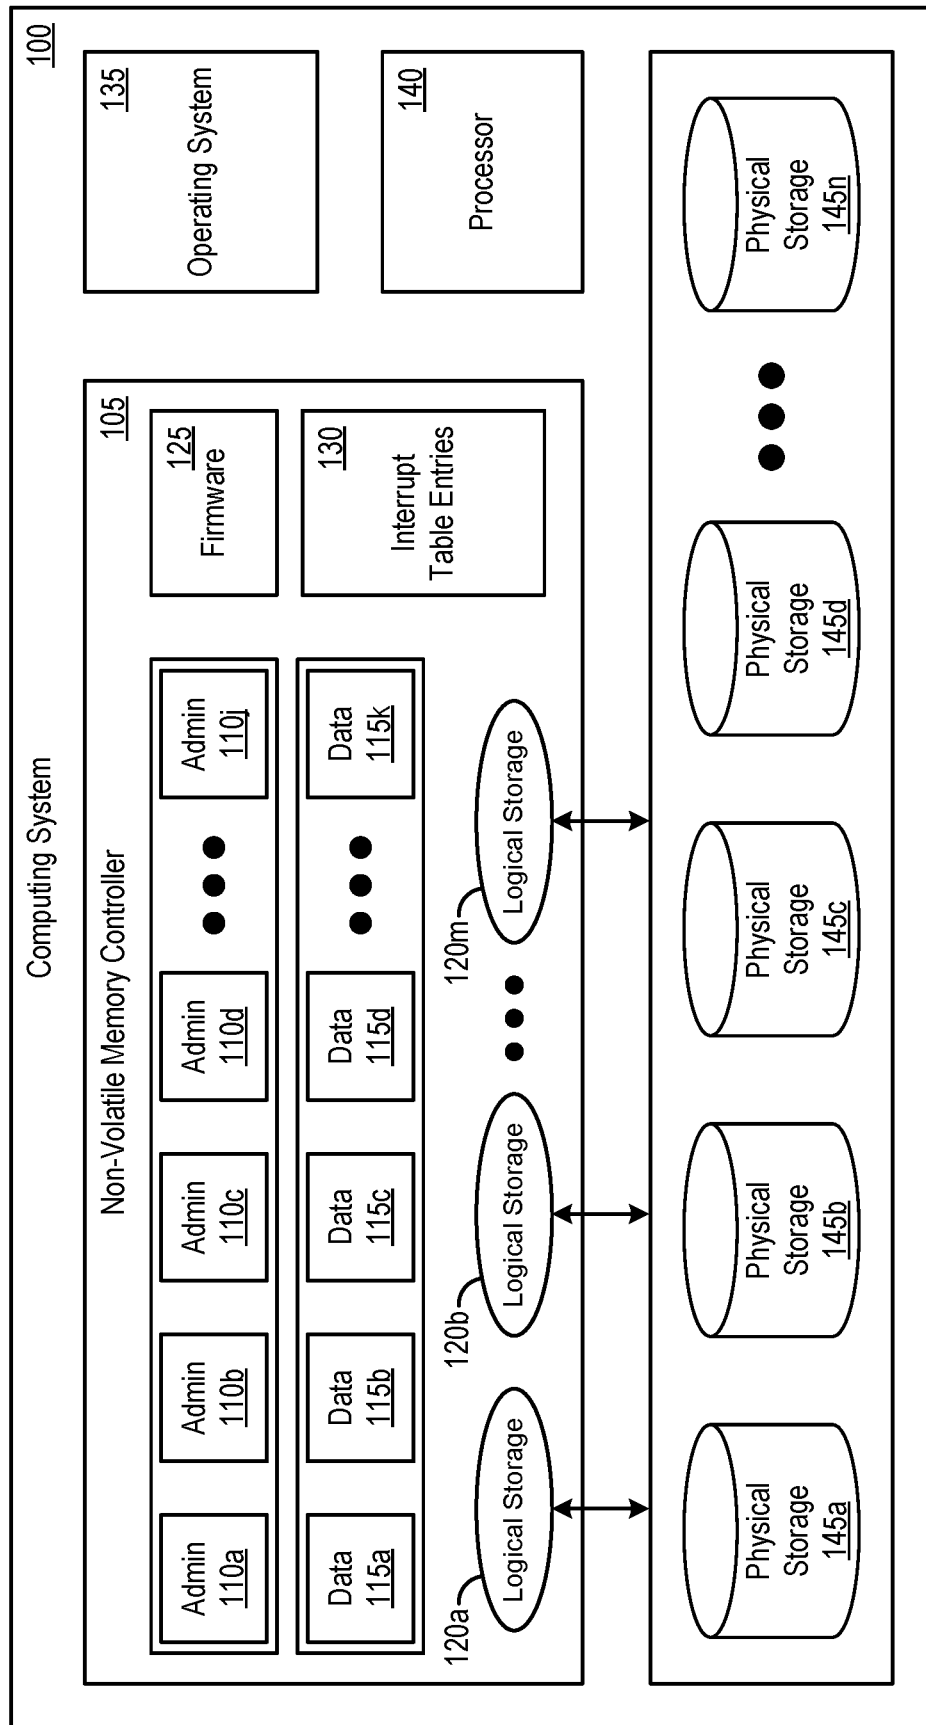 Computing System
100
Non-Volatile Memory Controller
105
Admin
110a
Admin
110b
Admin
110c
Admin
110d
Admin
110j
Firmware
125
Data
115a
Data
115b
Data
115c
Data
115d
Data
115k
Interrupt
Table Entries
130
120a
Logical Storage
120b
Logical Storage
120m
Logical Storage
Operating System
135
Processor
140
Physical
Storage
145a
Physical
Storage
145b
Physical
Storage
145c
Physical
Storage
145d
Physical
Storage
145n